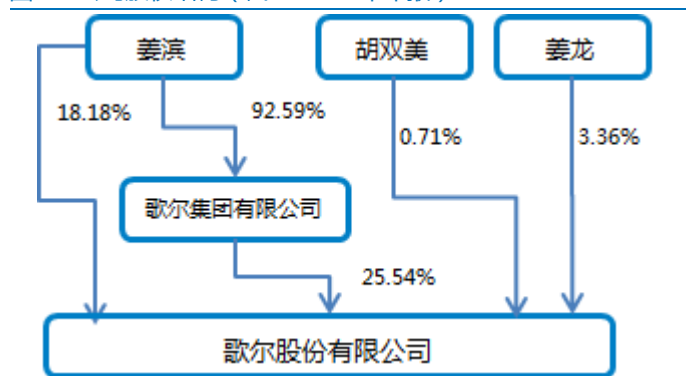 姜滨 胡双美 姜龙
18.18% 92.59% 0.71% 3.36%
歌尔集团有限公司
25.54%
歌尔股份有限公司